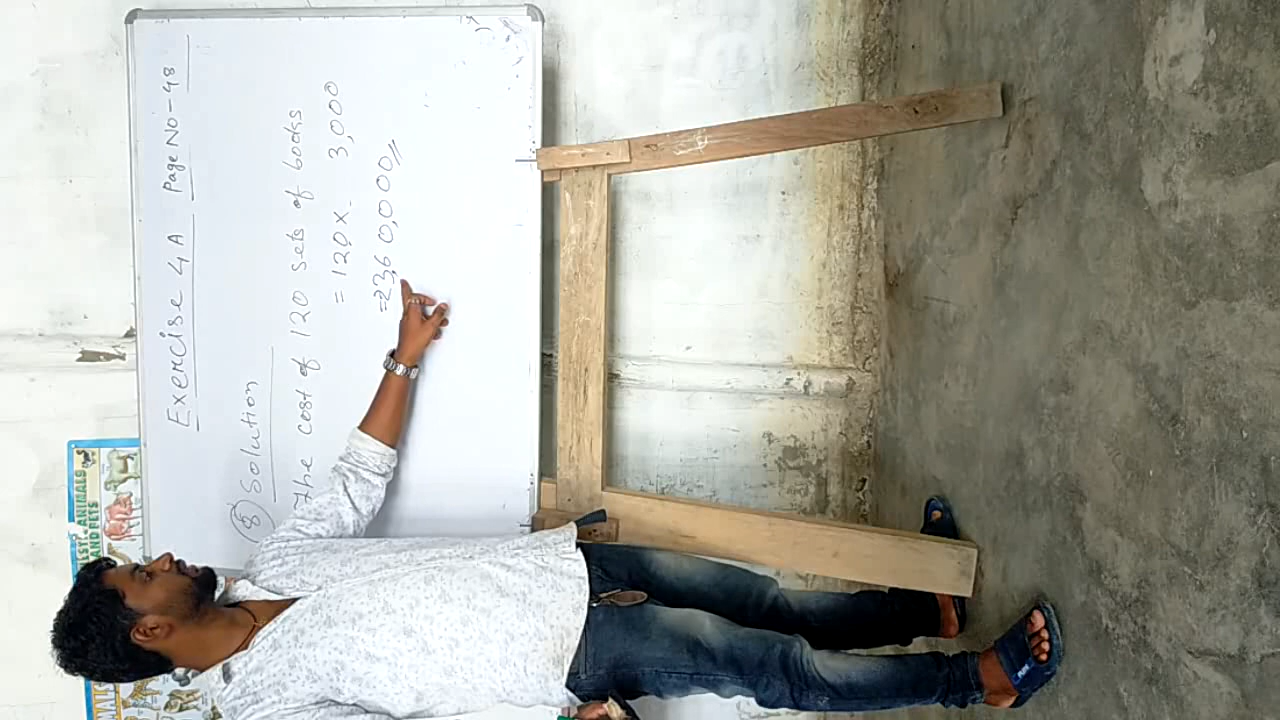 Exercise 4A Page No-48
(8) Solution
The cost of 120 sets of books
= 120 x 3,000
= 236 0,000//
ANIMALS
AND PETS